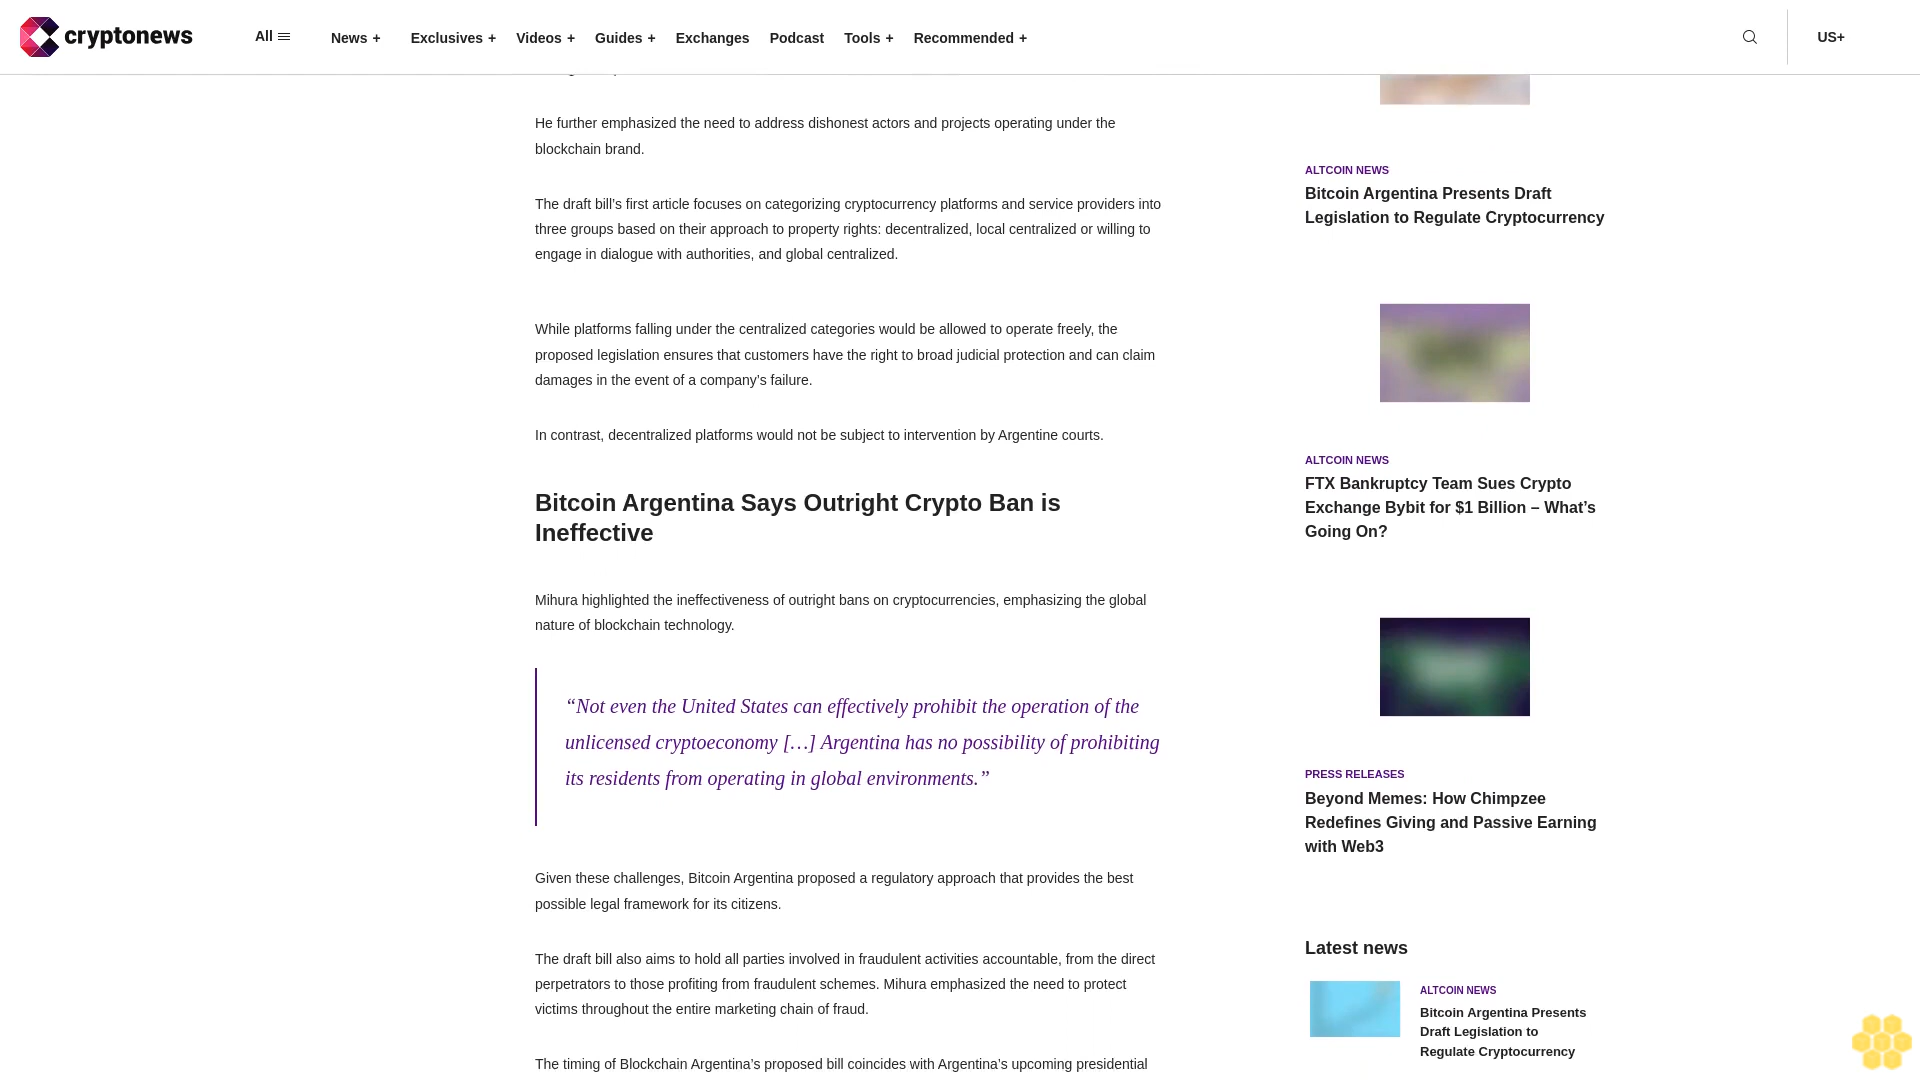 cryptonews
All
News +
Exclusives +
Videos +
Guides +
Exchanges
Podcast
Tools +
Recommended +
US+
He further emphasized the need to address dishonest actors and projects operating under the
blockchain brand.
The draft bill’s first article focuses on categorizing cryptocurrency platforms and service providers into
three groups based on their approach to property rights: decentralized, local centralized or willing to
engage in dialogue with authorities, and global centralized.
While platforms falling under the centralized categories would be allowed to operate freely, the
proposed legislation ensures that customers have the right to broad judicial protection and can claim
damages in the event of a company’s failure.
In contrast, decentralized platforms would not be subject to intervention by Argentine courts.
Bitcoin Argentina Says Outright Crypto Ban is
Ineffective
Mihura highlighted the ineffectiveness of outright bans on cryptocurrencies, emphasizing the global
nature of blockchain technology.
“Not even the United States can effectively prohibit the operation of the
unlicensed cryptoeconomy […] Argentina has no possibility of prohibiting
its residents from operating in global environments.”
Given these challenges, Bitcoin Argentina proposed a regulatory approach that provides the best
possible legal framework for its citizens.
The draft bill also aims to hold all parties involved in fraudulent activities accountable, from the direct
perpetrators to those profiting from fraudulent schemes. Mihura emphasized the need to protect
victims throughout the entire marketing chain of fraud.
The timing of Blockchain Argentina’s proposed bill coincides with Argentina’s upcoming presidential
ALTCOIN NEWS
Bitcoin Argentina Presents Draft
Legislation to Regulate Cryptocurrency
ALTCOIN NEWS
FTX Bankruptcy Team Sues Crypto
Exchange Bybit for $1 Billion – What’s
Going On?
PRESS RELEASES
Beyond Memes: How Chimpzee
Redefines Giving and Passive Earning
with Web3
Latest news
ALTCOIN NEWS
Bitcoin Argentina Presents
Draft Legislation to
Regulate Cryptocurrency